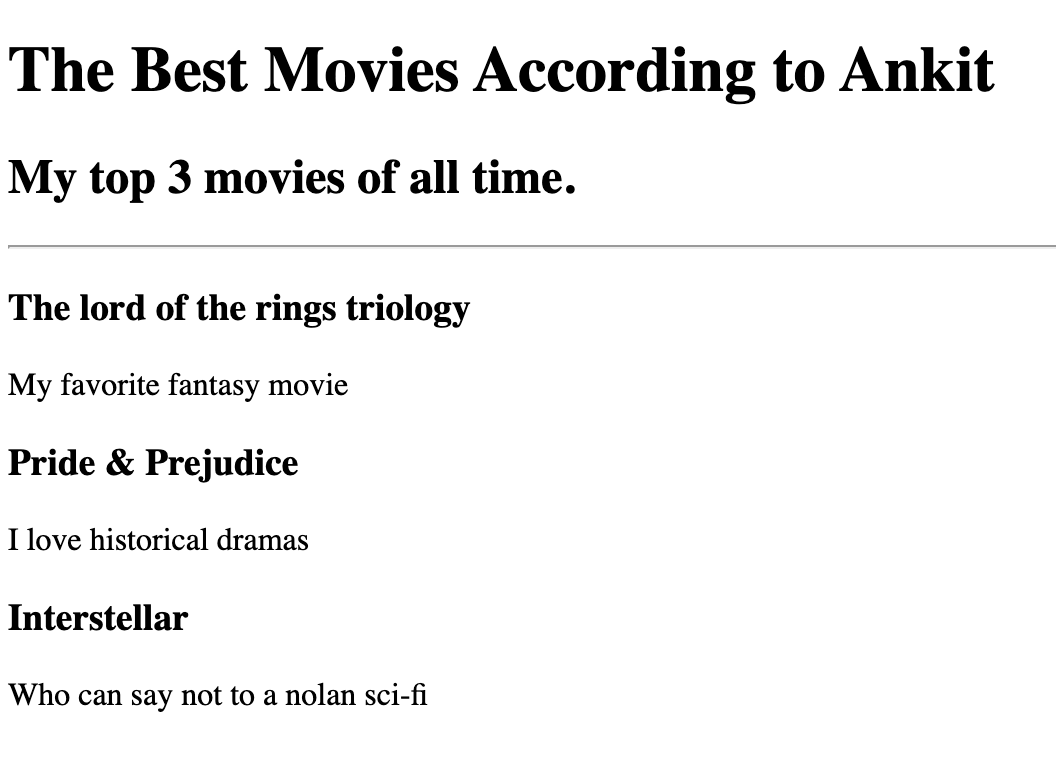 The Best Movies According to Ankit
My top 3 movies of all time.
The lord of the rings triology
My favorite fantasy movie
Pride & Prejudice
I love historical dramas
Interstellar
Who can say not to a nolan sci-fi